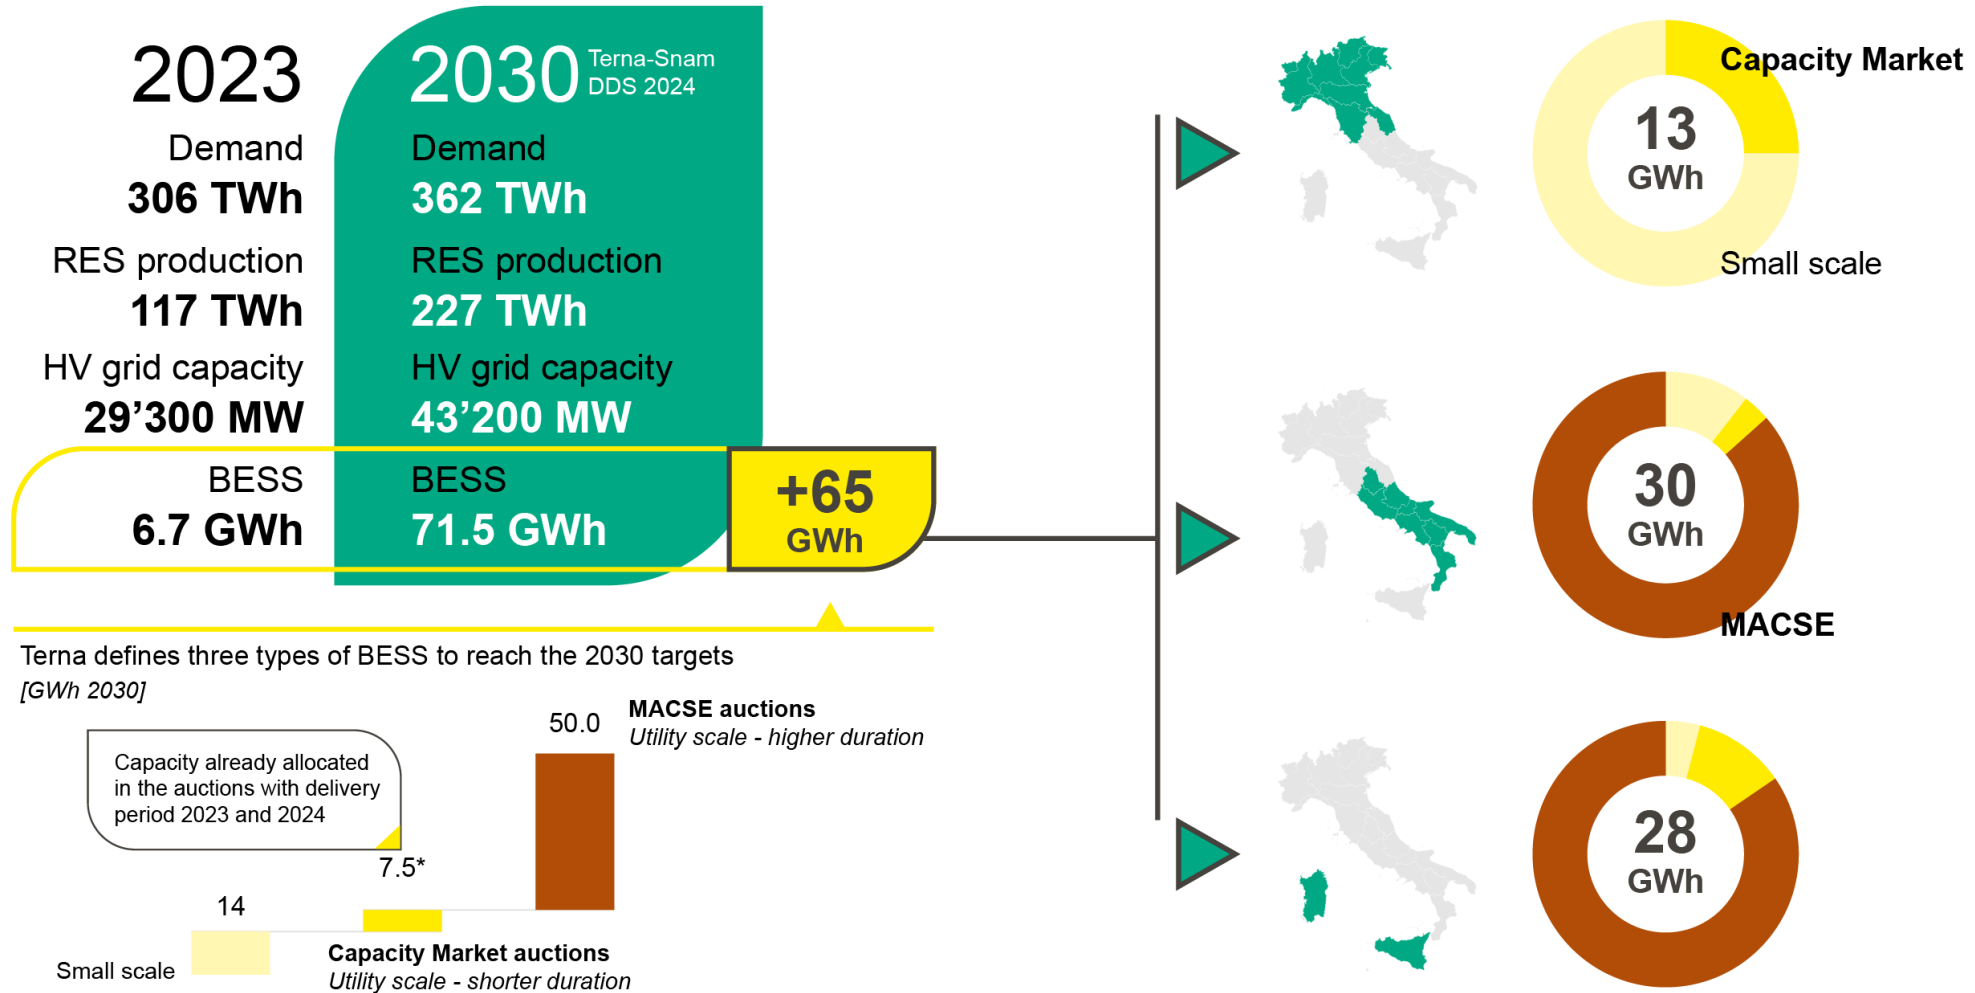 2023
Demand
306 TWh
RES production
117 TWh
HV grid capacity
29’300 MW
BESS
6.7 GWh
2030
Terna-Snam
DDS 2024
Demand
362 TWh
RES production
227 TWh
HV grid capacity
43’200 MW
BESS
71.5 GWh
+65
GWh
Terna defines three types of BESS to reach the 2030 targets
[GWh 2030]
Capacity already allocated
in the auctions with delivery
period 2023 and 2024
14
Small scale
7.5*
Capacity Market auctions
Utility scale - shorter duration
50.0
MACSE auctions
Utility scale - higher duration
Capacity Market
13
GWh
Small scale
30
GWh
MACSE
28
GWh